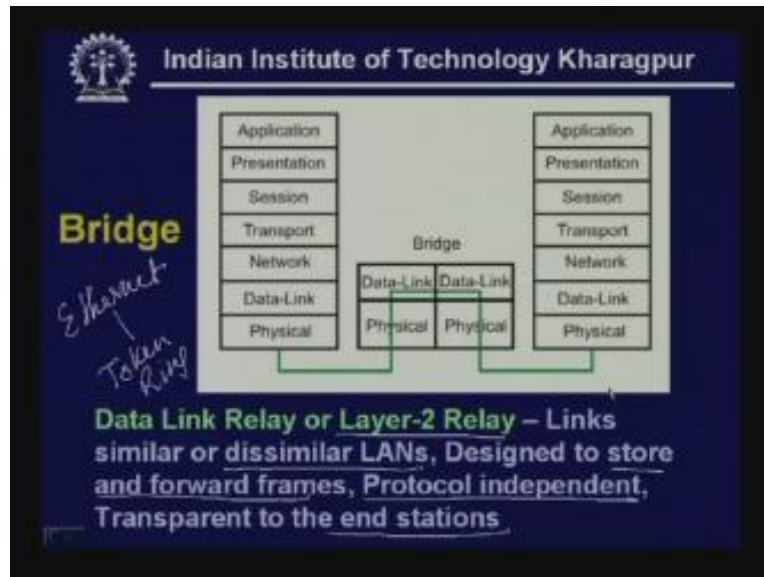 Indian Institute of Technology Kharagpur
Bridge
Ethernet
Token
Ring
Application
Presentation
Session
Transport
Network
Data-Link
Physical
Bridge
Data-Link Data-Link
Physical Physical
Application
Presentation
Session
Transport
Network
Data-Link
Physical
Data Link Relay or Layer-2 Relay – Links
similar or dissimilar LANs, Designed to store
and forward frames, Protocol independent,
Transparent to the end stations